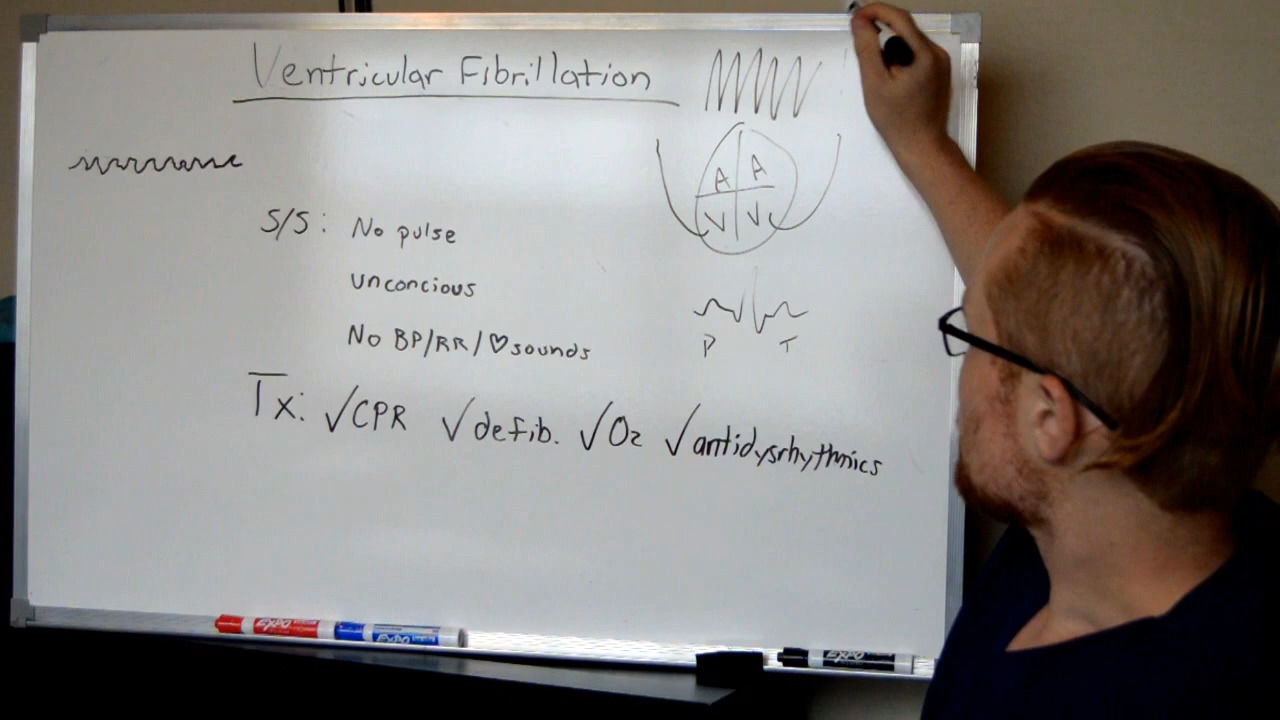 Ventricular Fibrillation
A A
V V
S/S: No pulse
unconcious
No BP/RR/♡ sounds
P T
Tx: √CPR √defib. √O2 √antidysrhythmics
EXPO EXPO EXPO